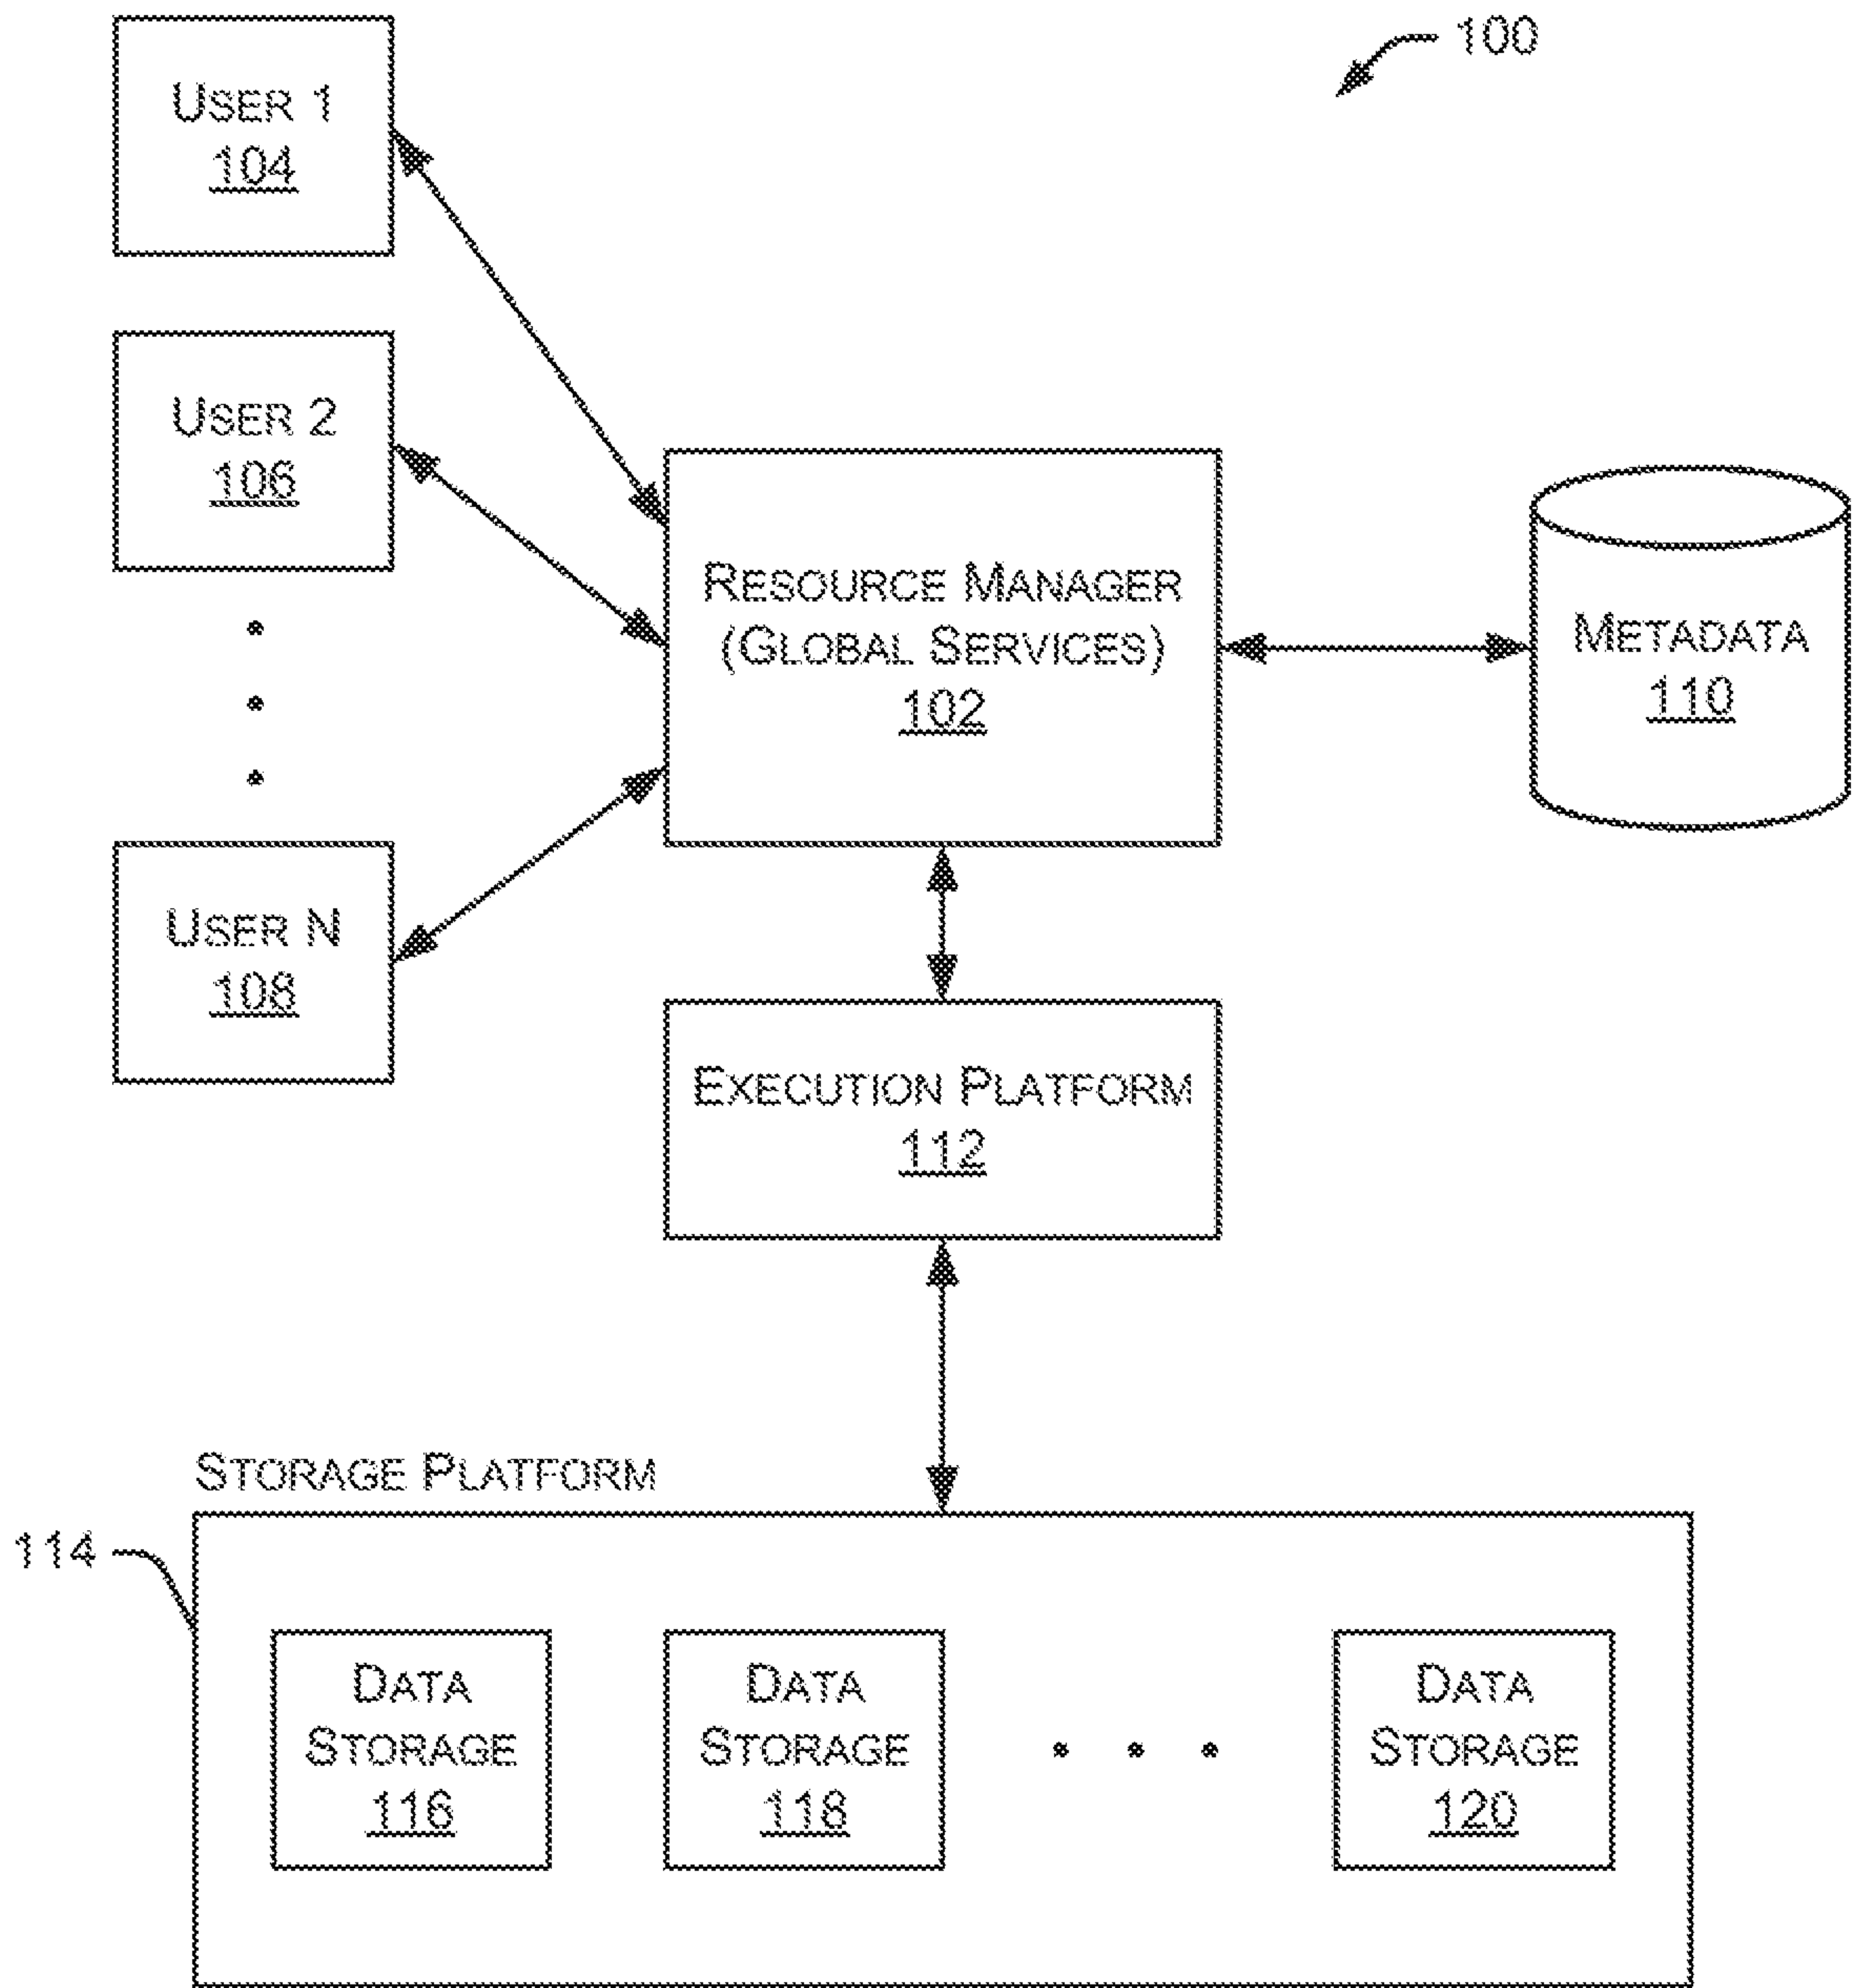 100
USER 1
104
USER 2
106
RESOURCE MANAGER
(GLOBAL SERVICES)
102
METADATA
110
USER N
108
EXECUTION PLATFORM
112
STORAGE PLATFORM
114
DATA
STORAGE
116
DATA
STORAGE
118
DATA
STORAGE
120